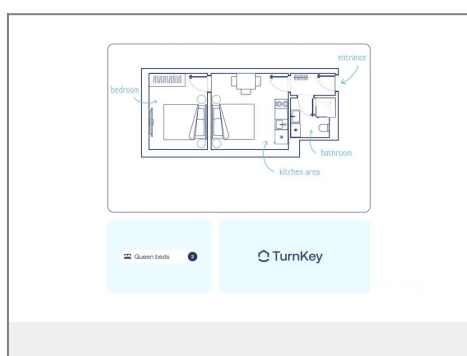 entrance
bedroom
bathroom
kitchen area
Queen beds 2
TurnKey